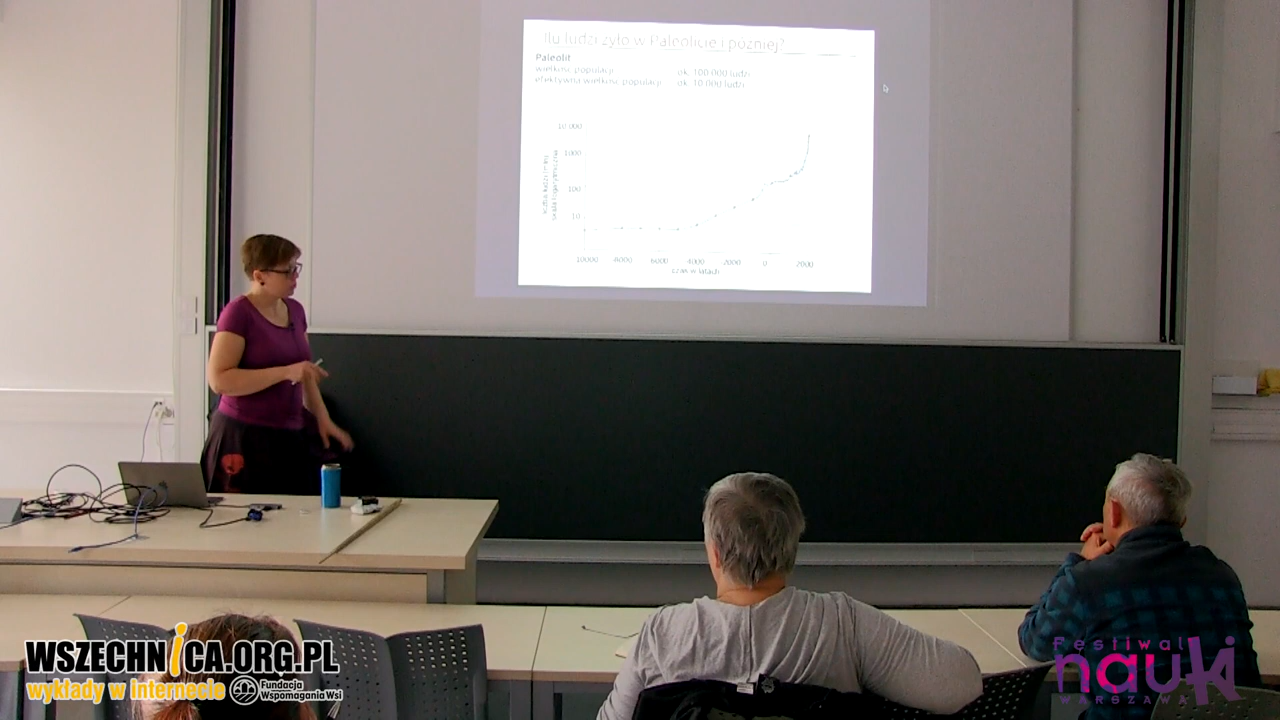 Ilu ludzi żyło w Paleolicie i później?
Paleolit
wielkość populacji ok. 100 000 ludzi
efektywna wielkość populacji ok. 10 000 ludzi
10 000
1000
100
10
10000 8000 6000 4000 2000 0 2000
czas w latach
WSZECHNICA.ORG.PL
wykłady w Internecie
Fundacja
Wspomagania Wsi
Festiwal
nauki
WARSZAWA